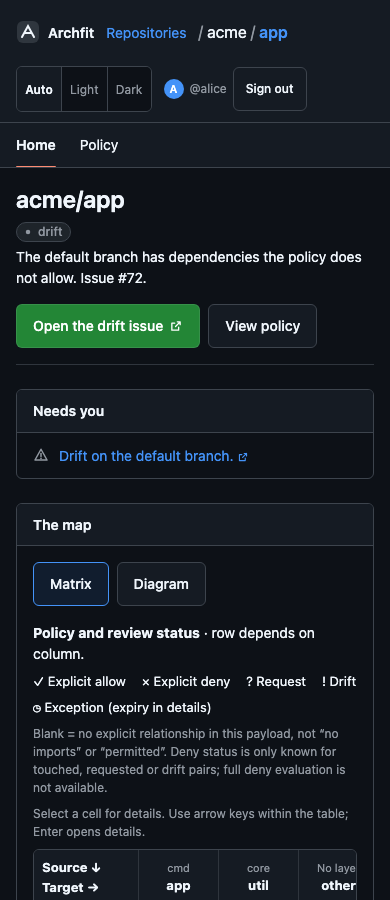 Archfit Repositories / acme / app
Auto Light Dark A @alice Sign out
Home Policy
acme/app
• drift
The default branch has dependencies the policy does
not allow. Issue #72.
Open the drift issue View policy
Needs you
Drift on the default branch.
The map
Matrix Diagram
Policy and review status · row depends on
column.
✓ Explicit allow × Explicit deny ? Request ! Drift
◷ Exception (expiry in details)
Blank = no explicit relationship in this payload, not “no
imports” or “permitted”. Deny status is only known for
touched, requested or drift pairs; full deny evaluation is
not available.
Select a cell for details. Use arrow keys within the table;
Enter opens details.
Source ↓ cmd core No laye
Target → app util other